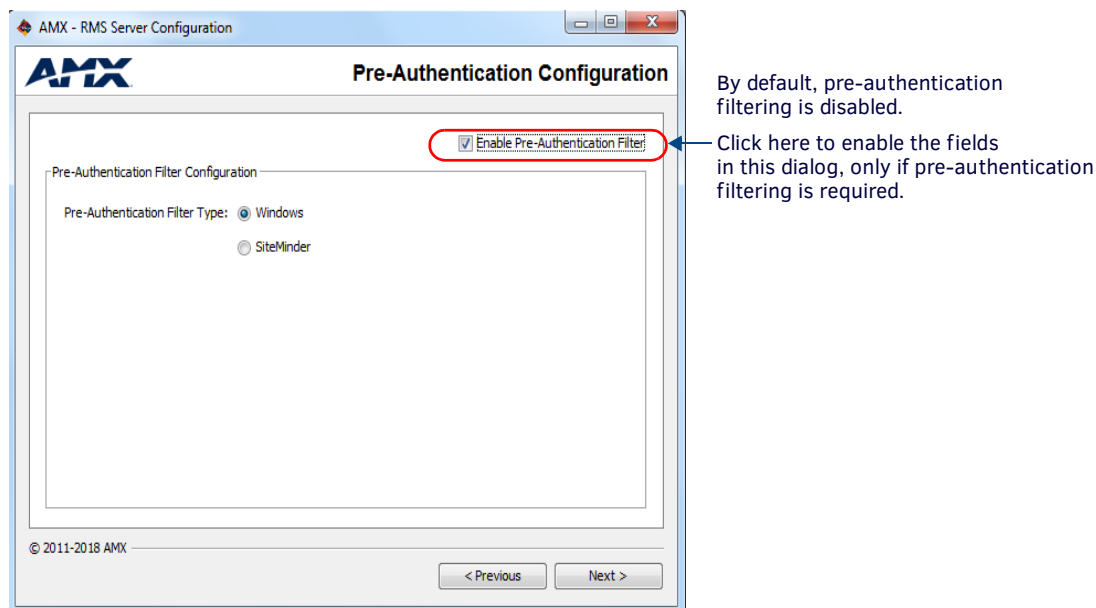 AMX - RMS Server Configuration
AMX
Pre-Authentication Configuration
Enable Pre-Authentication Filter
Pre-Authentication Filter Configuration
Pre-Authentication Filter Type:
Windows
SiteMinder
© 2011-2018 AMX
< Previous
Next >
By default, pre-authentication
filtering is disabled.
Click here to enable the fields
in this dialog, only if pre-authentication
filtering is required.